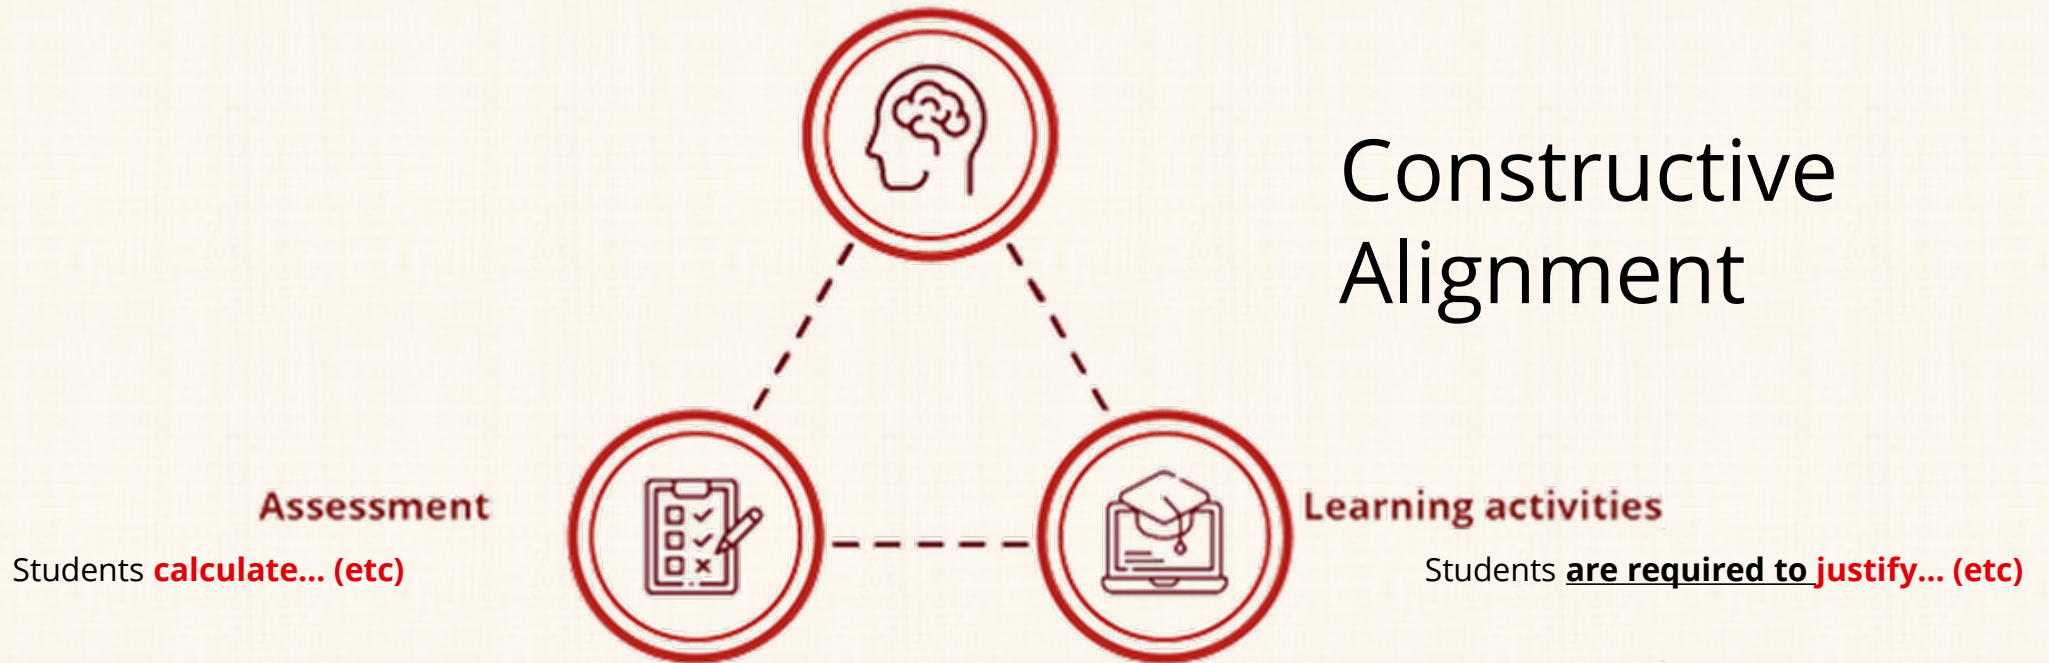 Constructive
Alignment
Assessment
Learning activities
Students calculate... (etc)
Students are required to justify... (etc)